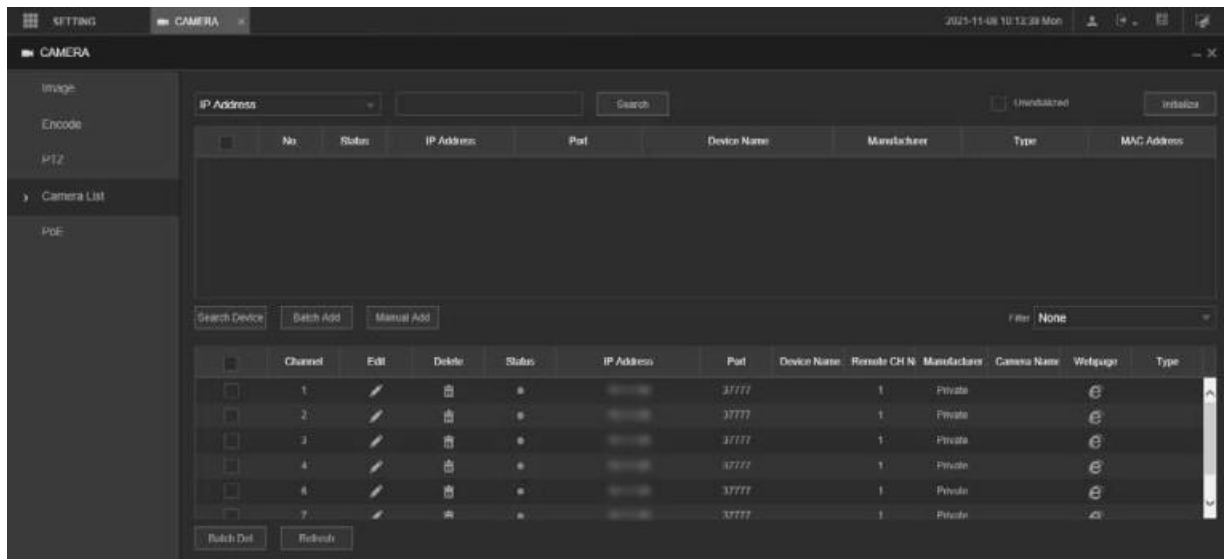 SETTING CAMERA × 2021-11-08 10:13:39 Mon
CAMERA
Image
Encode
PTZ
Camera List
PoE
IP Address Search Uninitialized Initialize
No. Status IP Address Port Device Name Manufacturer Type MAC Address
Search Device Batch Add Manual Add Filter None
Channel Edit Delete Status IP Address Port Device Name Remote CH N Manufacturer Camera Name Webpage Type
1 37777 1 Private
2 37777 1 Private
3 37777 1 Private
4 37777 1 Private
6 37777 1 Private
7 37777 1 Private
Batch Del Refresh